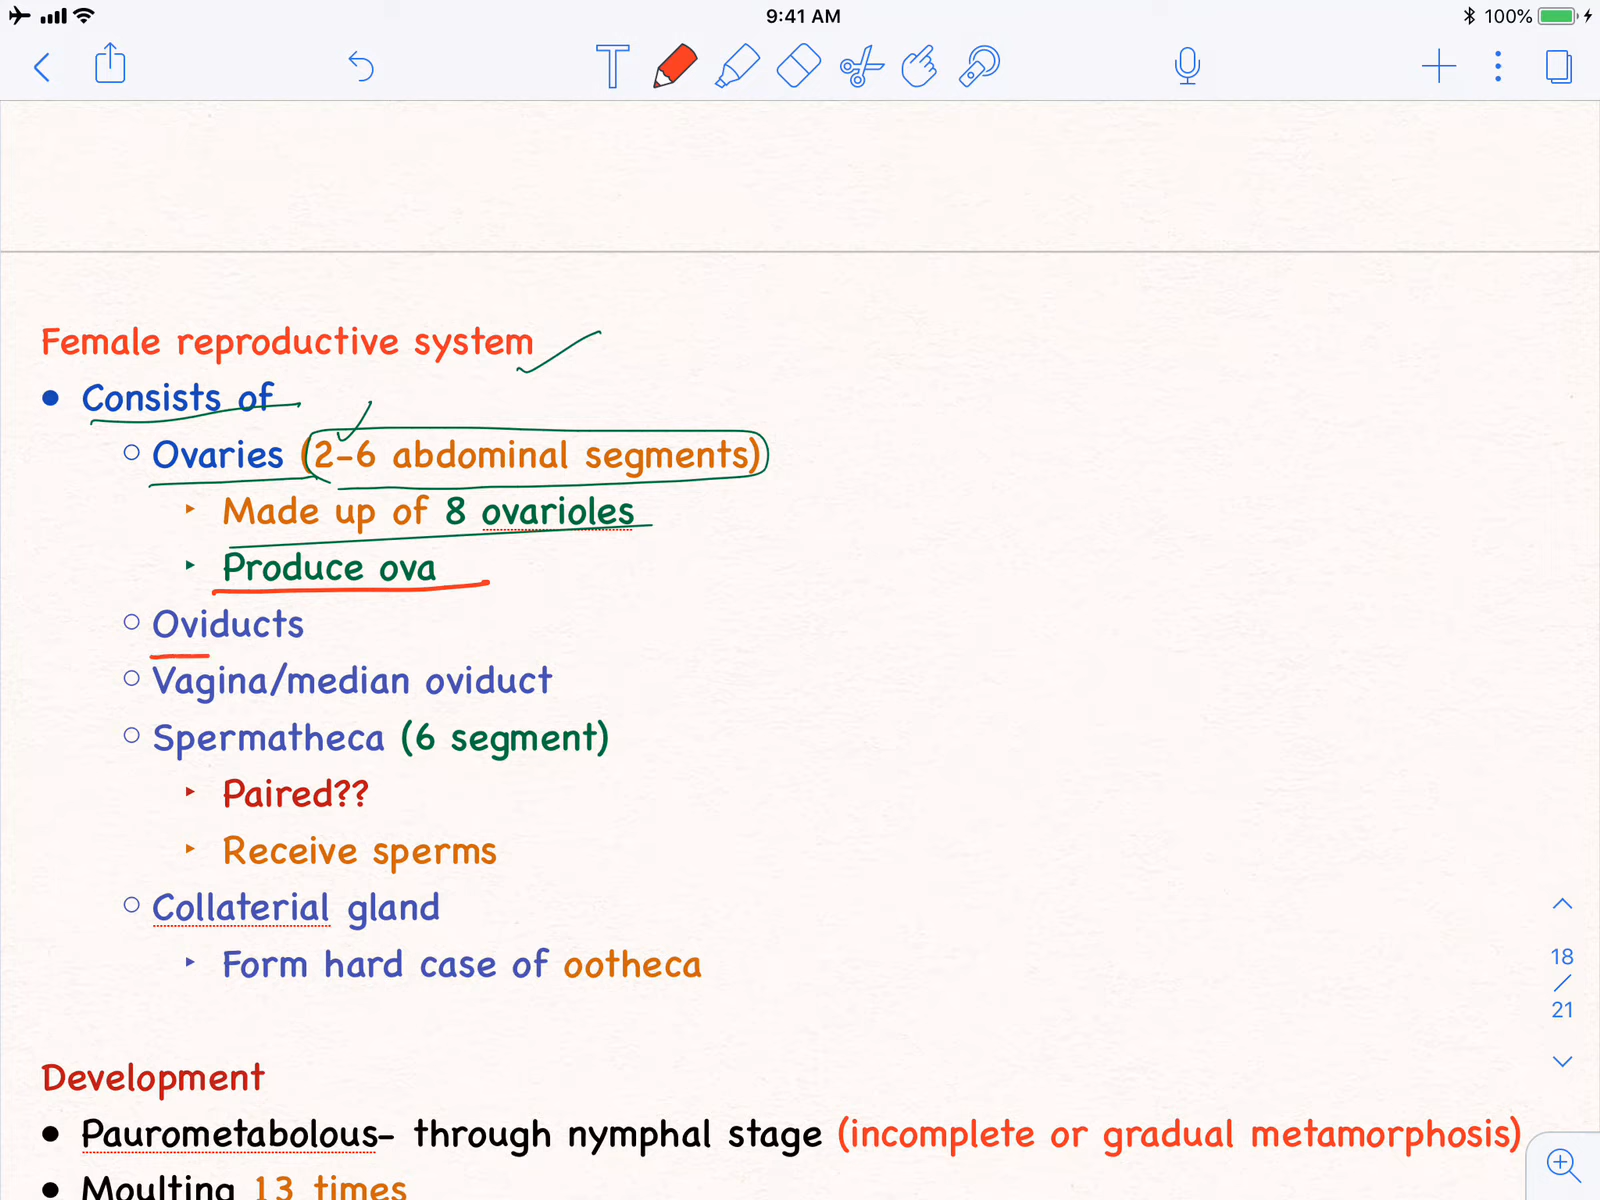 9:41 AM
100%
T
Female reproductive system
Consists of
Ovaries (2-6 abdominal segments)
Made up of 8 ovarioles
Produce ova
Oviducts
Vagina/median oviduct
Spermatheca (6 segment)
Paired??
Receive sperms
Collaterial gland
Form hard case of ootheca
18
/
21
Development
Paurometabolous- through nymphal stage (incomplete or gradual metamorphosis)
Moulting 13 times